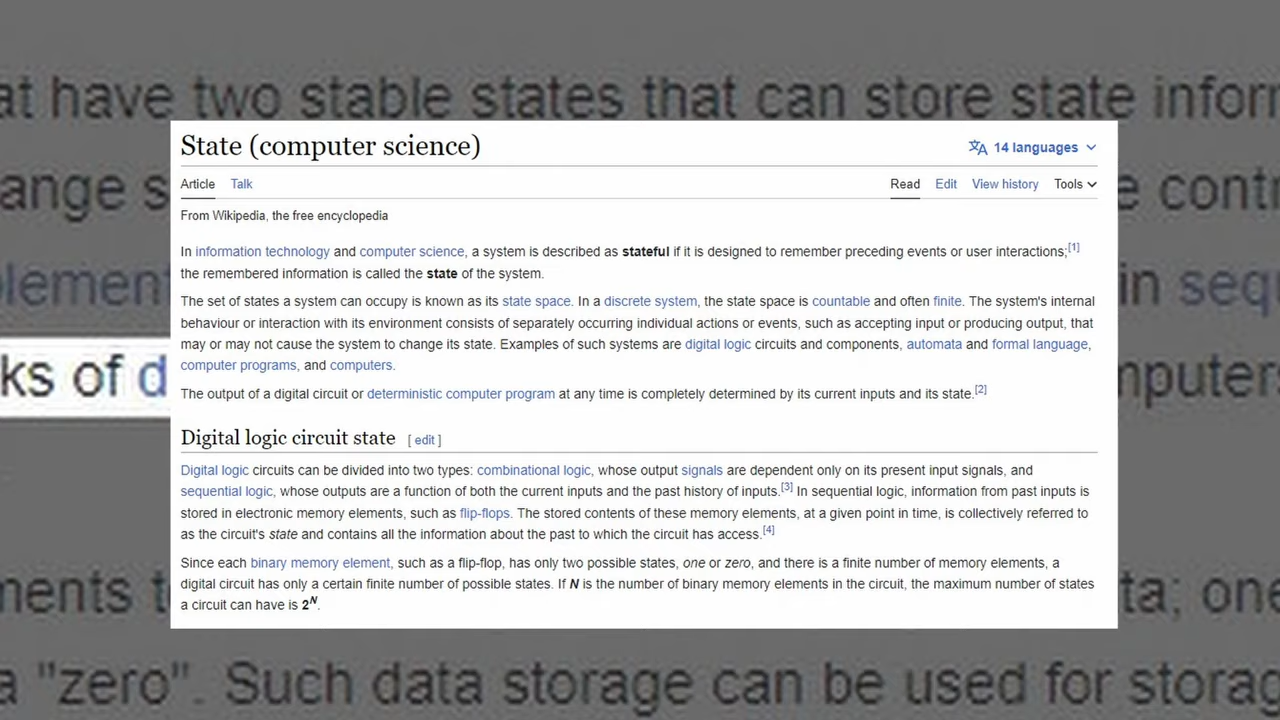 at have two stable states that can store state
State (computer science)
14 languages
ange
contr
Article Talk Read Edit View history Tools
From Wikipedia, the free encyclopedia
In information technology and computer science, a system is described as stateful if it is designed to remember preceding events or user interactions;[1]
the remembered information is called the state of the system.
in
The set of states a system can occupy is known as its state space. In a discrete system, the state space is countable and often finite. The system's internal
behaviour or interaction with its environment consists of separately occurring individual actions or events, such as accepting input or producing output, that
may or may not cause the system to change its state. Examples of such systems are digital logic circuits and components, automata and formal language,
computer programs, and computers.
ks of d
mputers
The output of a digital circuit or deterministic computer program at any time is completely determined by its current inputs and its state.[2]
Digital logic circuit state [ edit ]
Digital logic circuits can be divided into two types: combinational logic, whose output signals are dependent only on its present input signals, and
sequential logic, whose outputs are a function of both the current inputs and the past history of inputs.[3] In sequential logic, information from past inputs is
stored in electronic memory elements, such as flip-flops. The stored contents of these memory elements, at a given point in time, is collectively referred to
as the circuit's state and contains all the information about the past to which the circuit has access.[4]
Since each binary memory element, such as a flip-flop, has only two possible states, one or zero, and there is a finite number of memory elements, a
digital circuit has only a certain finite number of possible states. If N is the number of binary memory elements in the circuit, the maximum number of states
a circuit can have is 2N.
ments
ta; one
a "zero". Such data storage can be used for storag